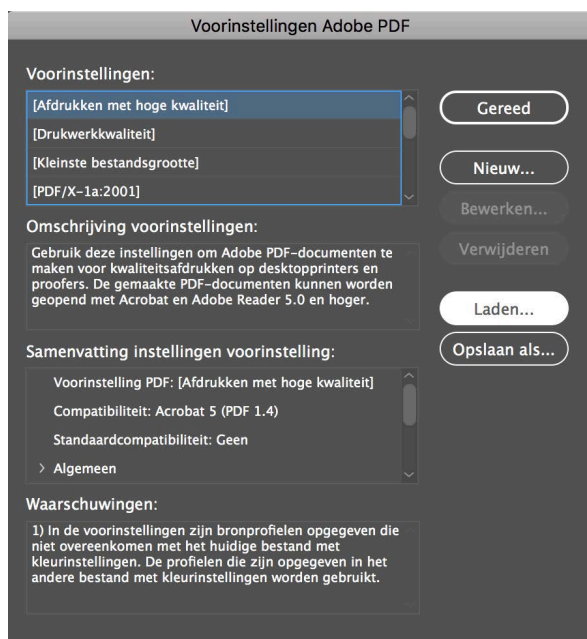 Voorinstellingen Adobe PDF
Voorinstellingen:
[Afdrukken met hoge kwaliteit]
[Drukwerkkwaliteit]
[Kleinste bestandsgrootte]
[PDF/X-1a:2001]
Gereed
Nieuw...
Bewerken...
Verwijderen
Laden...
Opslaan als...
Omschrijving voorinstellingen:
Gebruik deze instellingen om Adobe PDF-documenten te
maken voor kwaliteitsafdrukken op desktopprinters en
proofers. De gemaakte PDF-documenten kunnen worden
geopend met Acrobat en Adobe Reader 5.0 en hoger.
Samenvatting instellingen voorinstelling:
Voorinstelling PDF: [Afdrukken met hoge kwaliteit]
Compatibiliteit: Acrobat 5 (PDF 1.4)
Standaardcompatibiliteit: Geen
Algemeen
Waarschuwingen:
1) In de voorinstellingen zijn bronprofielen opgegeven die
niet overeenkomen met het huidige bestand met
kleurinstellingen. De profielen die zijn opgegeven in het
andere bestand met kleurinstellingen worden gebruikt.